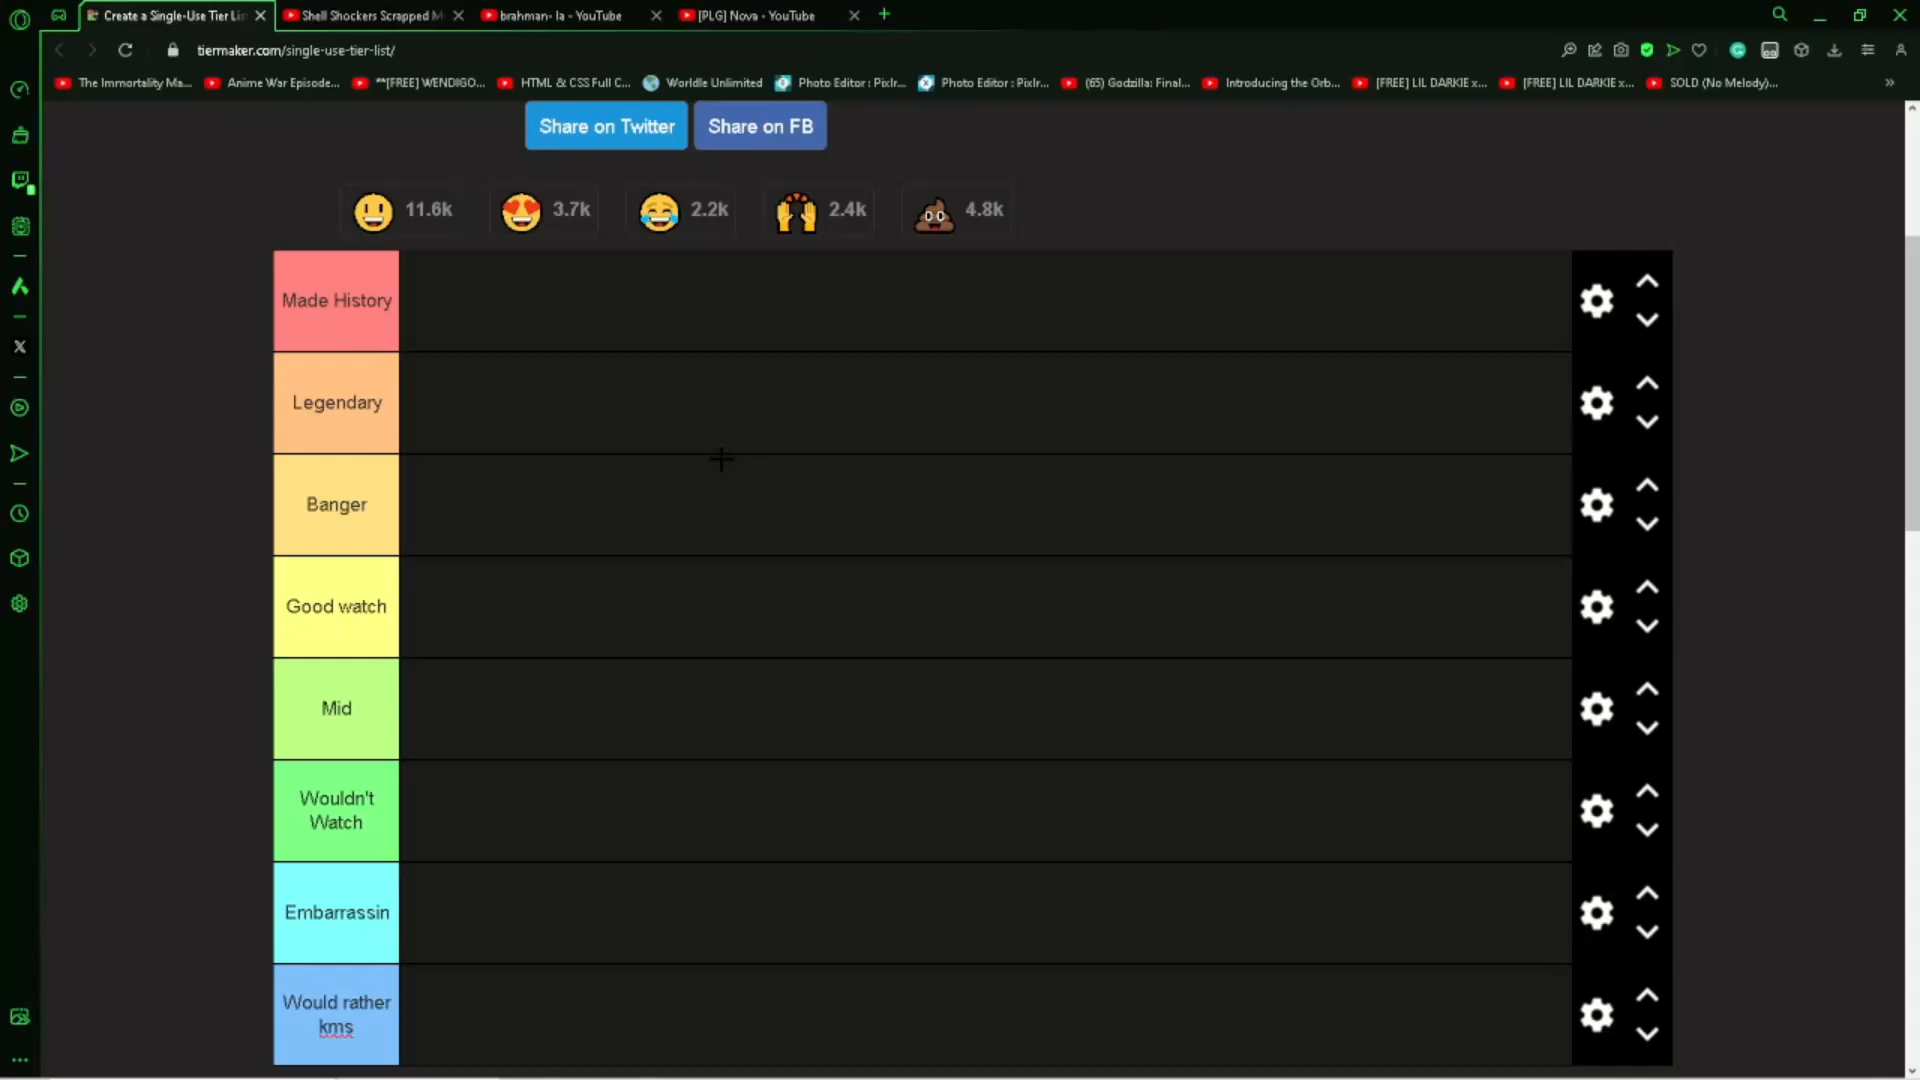 Create a Single-Use Tier Lis
Shell Shockers Scrapped M
brahman- la - YouTube
[PLG] Nova - YouTube
tiermaker.com/single-use-tier-list/
The Immortality Ma...
Anime War Episode...
**[FREE] WENDIGO...
HTML & CSS Full C...
Worldle Unlimited
Photo Editor : Pixlr...
Photo Editor : Pixlr...
(65) Godzilla: Final...
Introducing the Orb...
[FREE] LIL DARKIE x...
[FREE] LIL DARKIE x...
SOLD (No Melody)...
Share on Twitter
Share on FB
11.6k
3.7k
2.2k
2.4k
4.8k
Made History
Legendary
Banger
Good watch
Mid
Wouldn't
Watch
Embarrassin
Would rather
kms